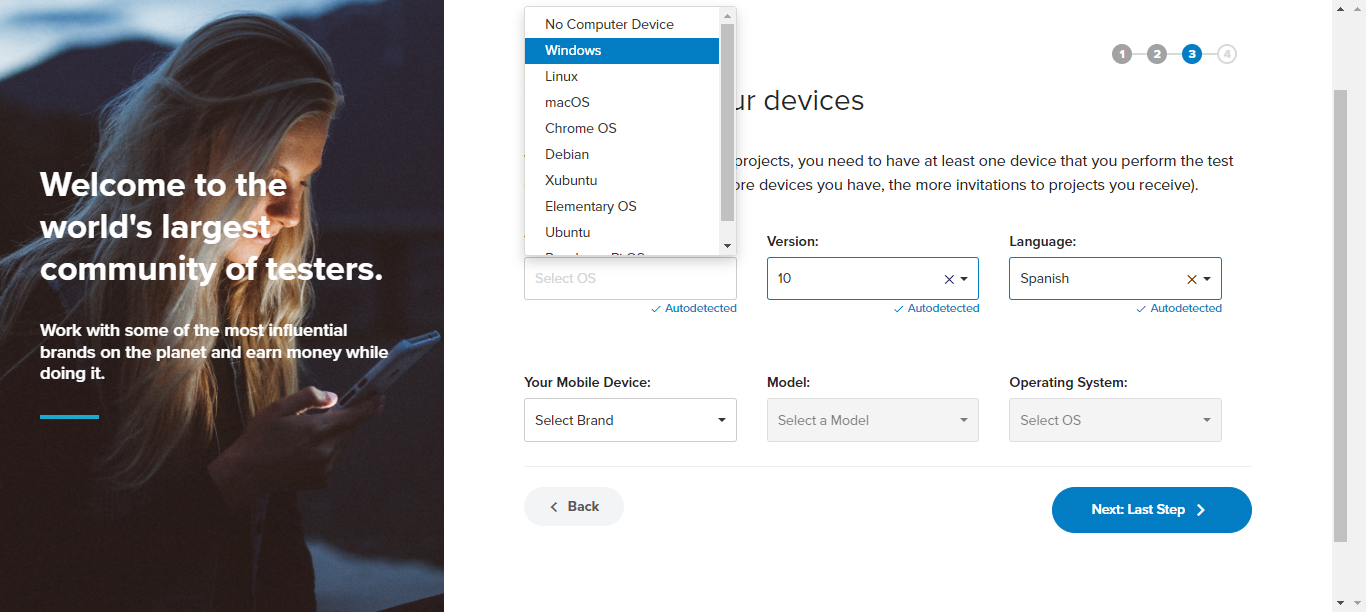 Welcome to the
world's largest
community of testers.
Work with some of the most influential
brands on the planet and earn money while
doing it.
1 2 3 4
ur devices
projects, you need to have at least one device that you perform the test
ore devices you have, the more invitations to projects you receive).
No Computer Device
Windows
Linux
macOS
Chrome OS
Debian
Xubuntu
Elementary OS
Ubuntu
Select OS
Autodetected
Version:
10
Autodetected
Language:
Spanish
Autodetected
Your Mobile Device:
Select Brand
Model:
Select a Model
Operating System:
Select OS
Back
Next: Last Step